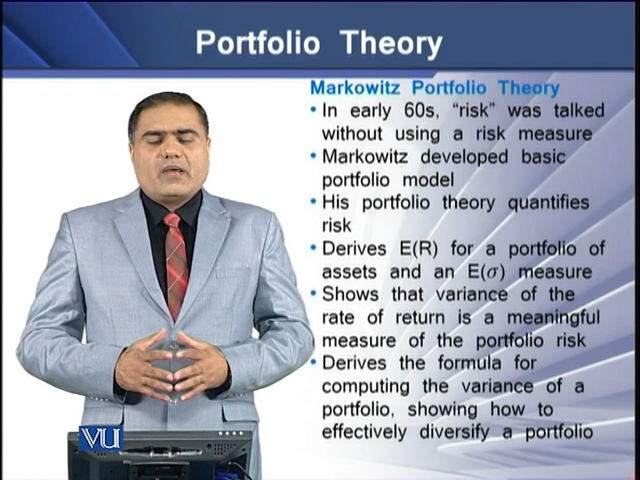 Portfolio Theory
Markowitz Portfolio Theory
• In early 60s, “risk” was talked
without using a risk measure
• Markowitz developed basic
portfolio model
• His portfolio theory quantifies
risk
• Derives E(R) for a portfolio of
assets and an E(σ) measure
• Shows that variance of the
rate of return is a meaningful
measure of the portfolio risk
• Derives the formula for
computing the variance of a
portfolio, showing how to
effectively diversify a portfolio
VU